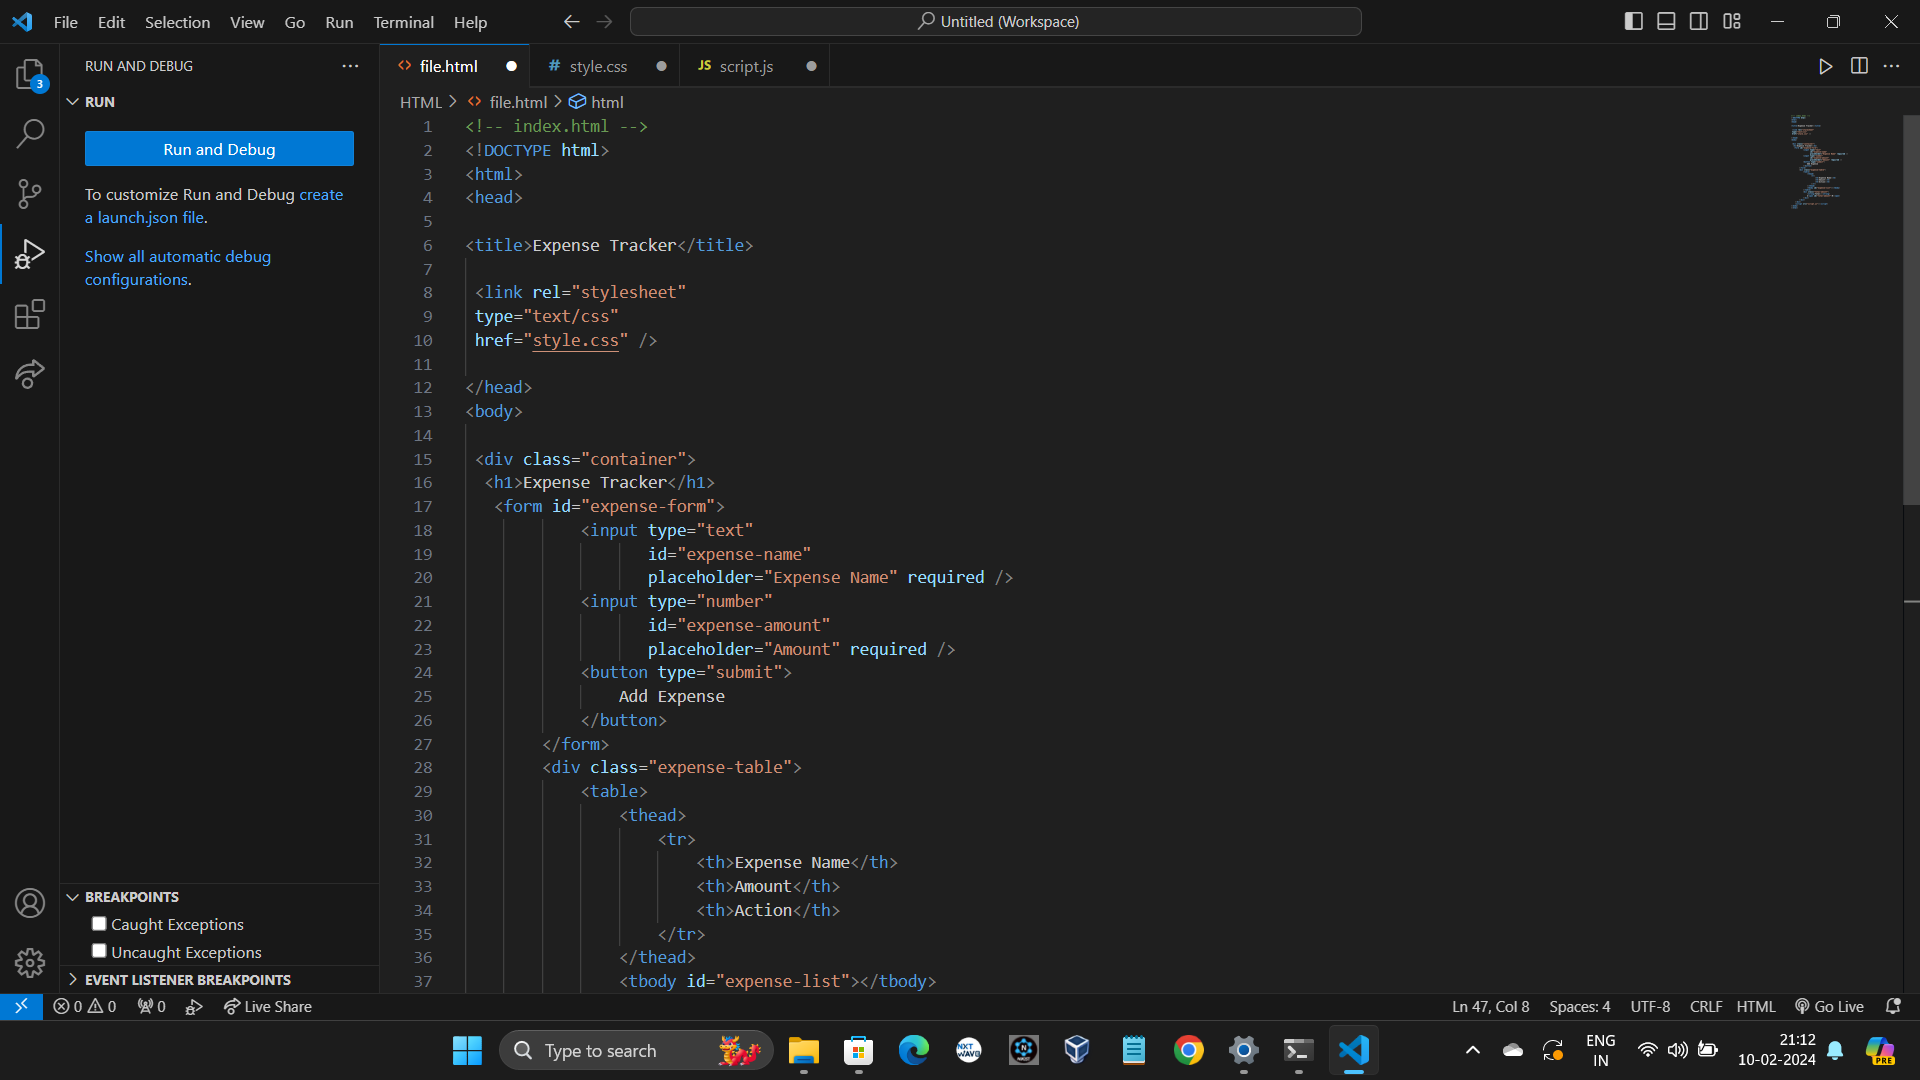 File Edit Selection View Go Run Terminal Help
Untitled (Workspace)
3
RUN AND DEBUG
RUN
Run and Debug
To customize Run and Debug create
a launch.json file.
Show all automatic debug
configurations.
BREAKPOINTS
Caught Exceptions
Uncaught Exceptions
EVENT LISTENER BREAKPOINTS
<> file.html # style.css JS script.js
HTML > <> file.html > html
1 <!-- index.html -->
2 <!DOCTYPE html>
3 <html>
4 <head>
5
6 <title>Expense Tracker</title>
7
8 <link rel="stylesheet"
9 type="text/css"
10 href="style.css" />
11
12 </head>
13 <body>
14
15 <div class="container">
16 <h1>Expense Tracker</h1>
17 <form id="expense-form">
18 <input type="text"
19 id="expense-name"
20 placeholder="Expense Name" required />
21 <input type="number"
22 id="expense-amount"
23 placeholder="Amount" required />
24 <button type="submit">
25 Add Expense
26 </button>
27 </form>
28 <div class="expense-table">
29 <table>
30 <thead>
31 <tr>
32 <th>Expense Name</th>
33 <th>Amount</th>
34 <th>Action</th>
35 </tr>
36 </thead>
37 <tbody id="expense-list"></tbody>
0 0 0 Live Share Ln 47, Col 8 Spaces: 4 UTF-8 CRLF HTML Go Live
Type to search
NXT WAVE
ENG
IN
21:12
10-02-2024
PRE